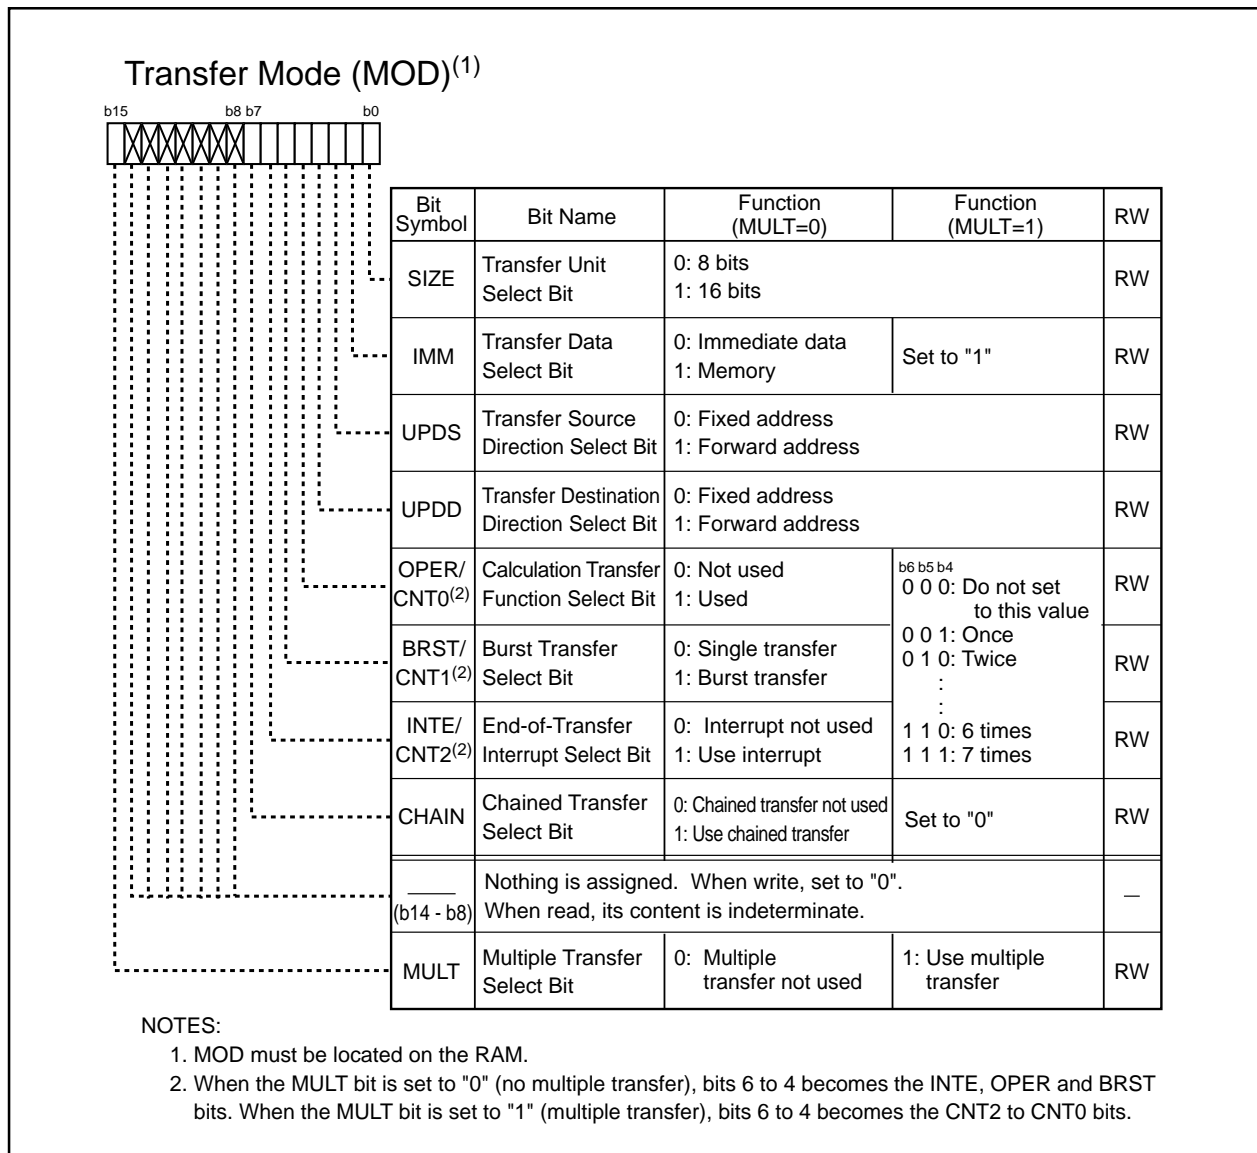 Transfer Mode (MOD)(1)
b15 b8 b7 b0
Bit Symbol Bit Name Function (MULT=0) Function (MULT=1) RW
SIZE Transfer Unit Select Bit 0: 8 bits 1: 16 bits RW
IMM Transfer Data Select Bit 0: Immediate data 1: Memory Set to "1" RW
UPDS Transfer Source Direction Select Bit 0: Fixed address 1: Forward address RW
UPDD Transfer Destination Direction Select Bit 0: Fixed address 1: Forward address RW
OPER/ CNT0(2) Calculation Transfer Function Select Bit 0: Not used 1: Used RW
BRST/ CNT1(2) Burst Transfer Select Bit 0: Single transfer 1: Burst transfer RW
INTE/ CNT2(2) End-of-Transfer Interrupt Select Bit 0: Interrupt not used 1: Use interrupt RW
b6 b5 b4
0 0 0: Do not set
to this value
0 0 1: Once
0 1 0: Twice
:
:
1 1 0: 6 times
1 1 1: 7 times
CHAIN Chained Transfer Select Bit 0: Chained transfer not used 1: Use chained transfer Set to "0" RW
(b14 - b8) Nothing is assigned. When write, set to "0". When read, its content is indeterminate. —
MULT Multiple Transfer Select Bit 0: Multiple transfer not used 1: Use multiple transfer RW
NOTES:
1. MOD must be located on the RAM.
2. When the MULT bit is set to "0" (no multiple transfer), bits 6 to 4 becomes the INTE, OPER and BRST
bits. When the MULT bit is set to "1" (multiple transfer), bits 6 to 4 becomes the CNT2 to CNT0 bits.